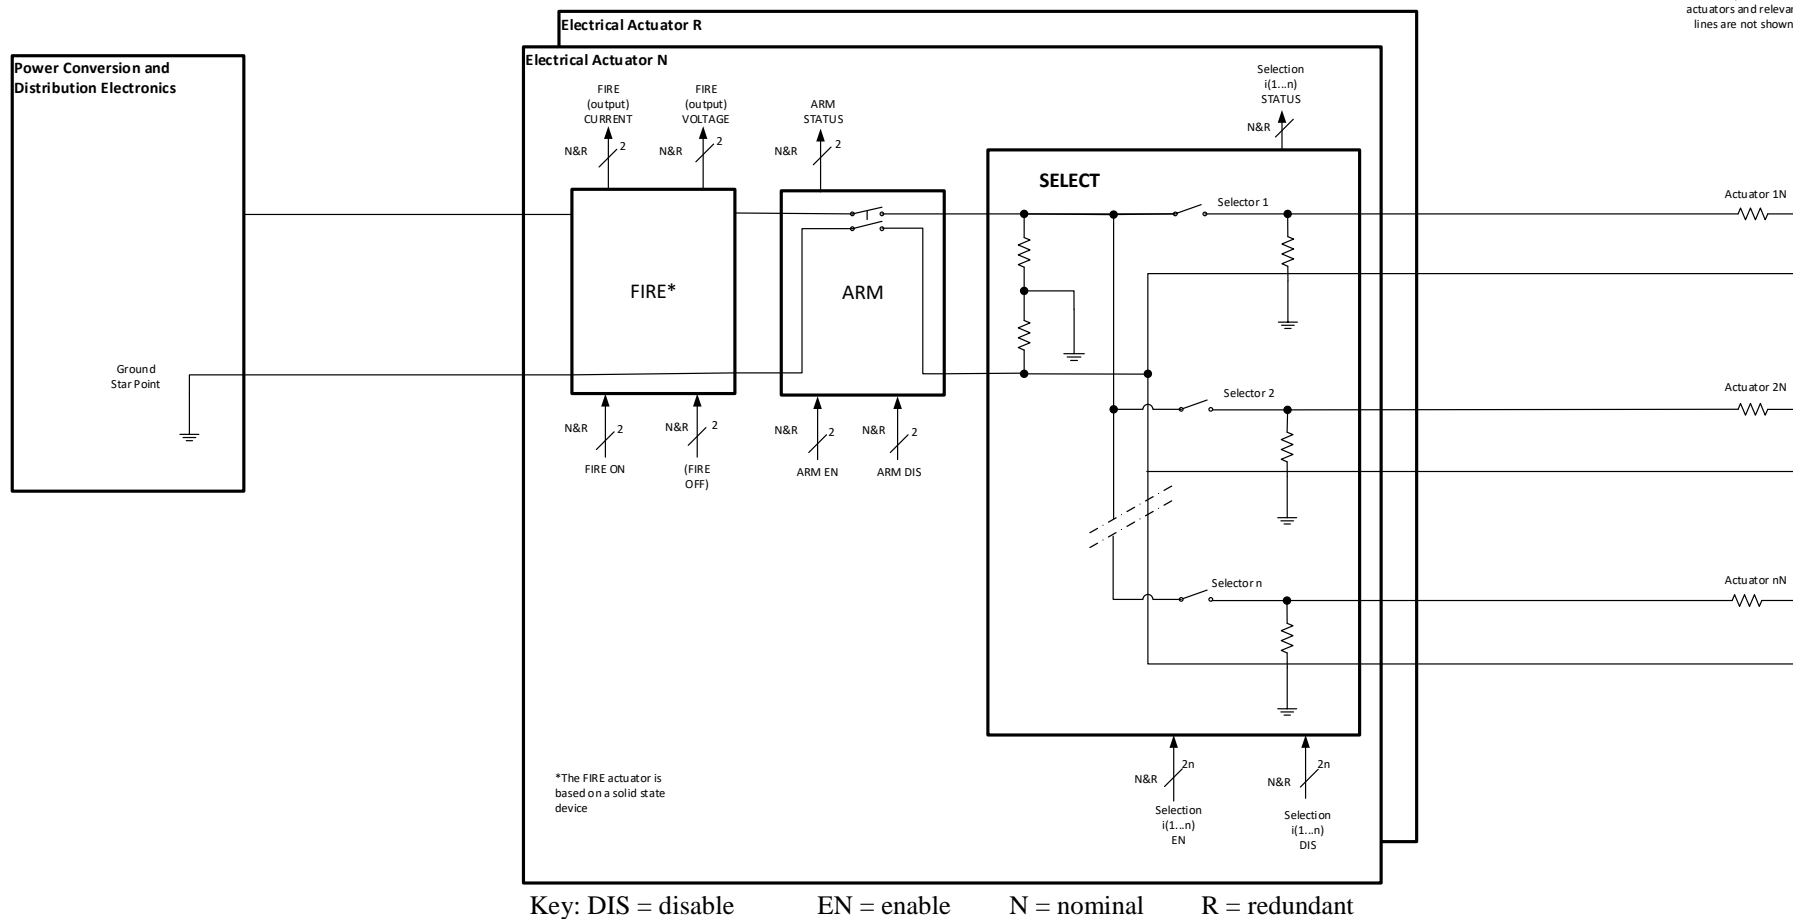 actuators and relevan
lines are not shown
Electrical Actuator R
Electrical Actuator N
Power Conversion and
Distribution Electronics
FIRE
(output)
CURRENT
FIRE
(output)
VOLTAGE
ARM
STATUS
Selection
i(1...n)
STATUS
N&R
2
N&R
2
N&R
2
N&R
SELECT
Selector 1
Actuator 1N
FIRE*
ARM
Ground
Star Point
Selector 2
Actuator 2N
N&R
2
N&R
2
N&R
2
N&R
2
FIRE ON
(FIRE
OFF)
ARM EN
ARM DIS
Selector n
Actuator nN
*The FIRE actuator is
based on a solid state
device
N&R
2n
N&R
2n
Selection
i(1...n)
EN
Selection
i(1...n)
DIS
Key: DIS = disable EN = enable N = nominal R = redundant